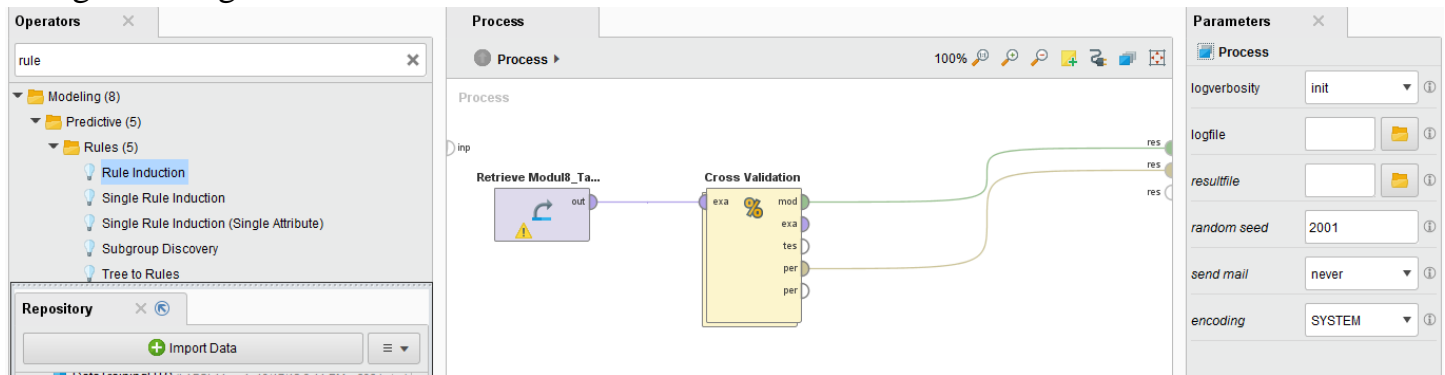 Operators
rule
Modeling (8)
Predictive (5)
Rules (5)
Rule Induction
Single Rule Induction
Single Rule Induction (Single Attribute)
Subgroup Discovery
Tree to Rules
Repository
Import Data
Process
Process
100%
Process
inp
res
res
res
Retrieve Modul8_Ta...
out
Cross Validation
exa
%
mod
exa
tes
per
per
Parameters
Process
logverbosity init
logfile
resultfile
random seed 2001
send mail never
encoding SYSTEM